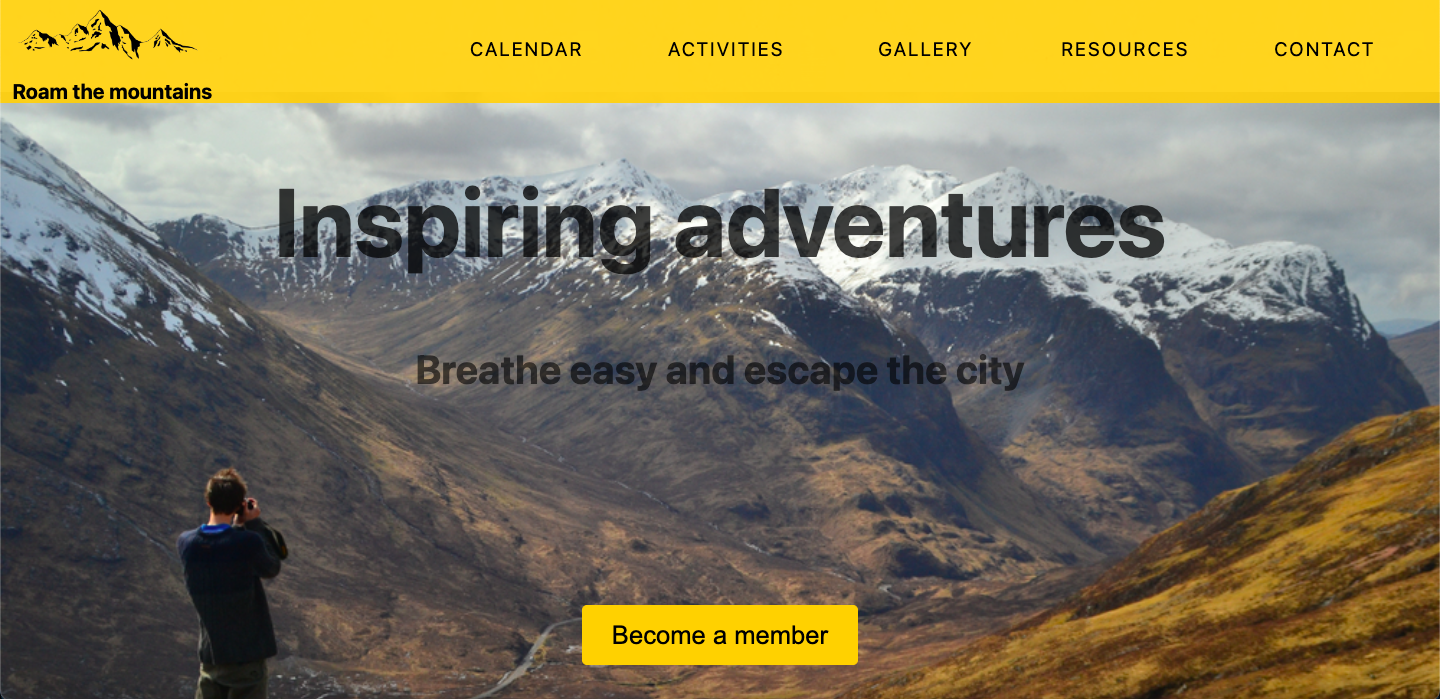 CALENDAR ACTIVITIES GALLERY RESOURCES CONTACT
Roam the mountains
Inspiring adventures
Breathe easy and escape the city
Become a member